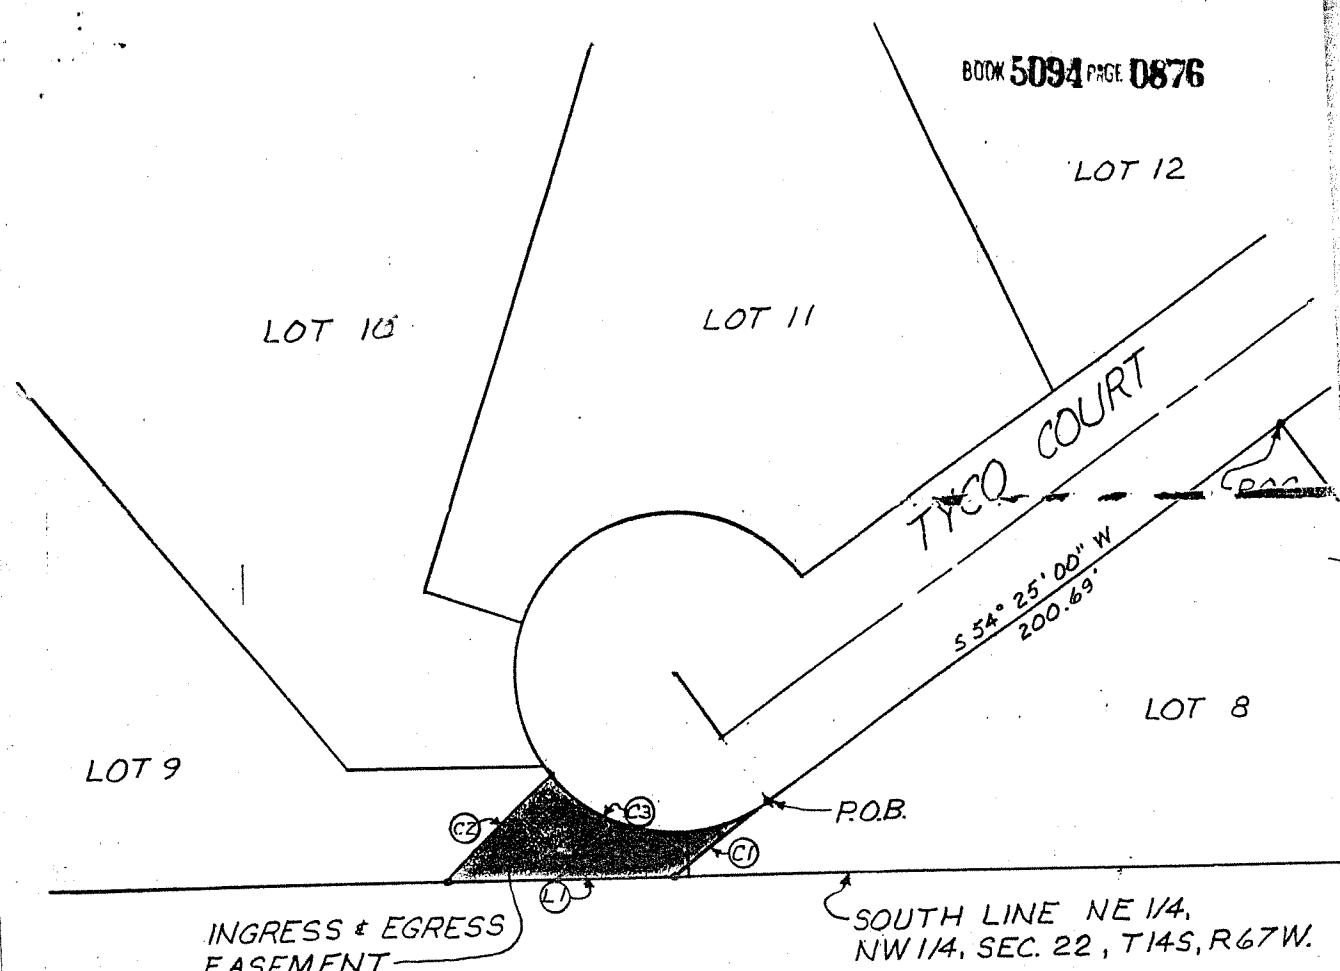 BOOK 5094 PAGE 0876
LOT 12
LOT 10
LOT 11
TYCO COURT
S 54° 25' 00" W
200.69'
LOT 8
LOT 9
P.O.B.
C2
C3
C1
L1
INGRESS & EGRESS
EASEMENT
SOUTH LINE NE 1/4,
NW 1/4, SEC. 22, T14S, R67W.